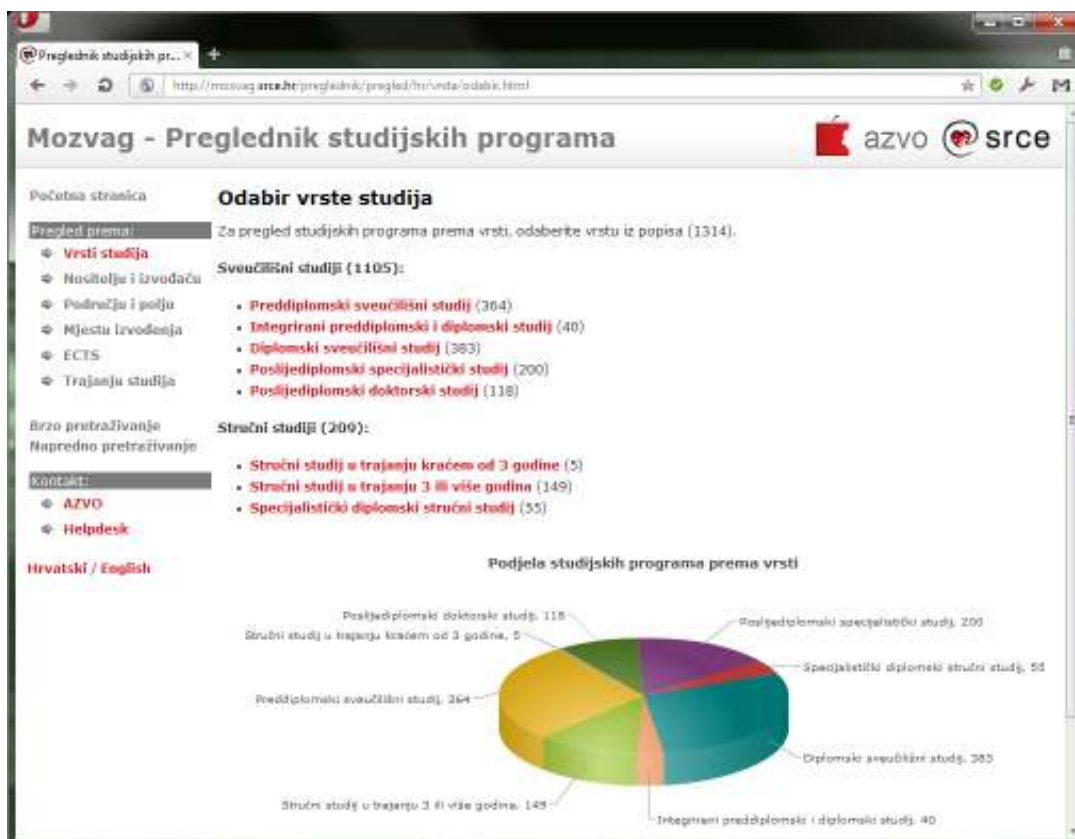 Preglednik studijskih pr...
http://mozvag.srce.hr/preglednik/pregled/hr/vrsta/odabir.html
Mozvag - Preglednik studijskih programa
azvo srce
Početna stranica
Pregled prema:
Vrsti studija
Nositelju i izvođaču
Području i polju
Mjestu izvođenja
ECTS
Trajanju studija
Brzo pretraživanje
Napredno pretraživanje
Kontakt:
AZVO
Helpdesk
Hrvatski / English
Odabir vrste studija
Za pregled studijskih programa prema vrsti, odaberite vrstu iz popisa (1314).
Sveučilišni studiji (1105):
Preddiplomski sveučilišni studij (364)
Integrirani preddiplomski i diplomski studij (40)
Diplomski sveučilišni studij (383)
Poslijediplomski specijalistički studij (200)
Poslijediplomski doktorski studij (118)
Stručni studiji (209):
Stručni studij u trajanju kraćem od 3 godine (5)
Stručni studij u trajanju 3 ili više godina (149)
Specijalistički diplomski stručni studij (55)
Podjela studijskih programa prema vrsti
Poslijediplomski doktorski studij, 118
Poslijediplomski specijalistički studij, 200
Stručni studij u trajanju kraćem od 3 godine, 5
Specijalistički diplomski stručni studij, 55
Preddiplomski sveučilišni studij, 364
Diplomski sveučilišni studij, 383
Stručni studij u trajanju 3 ili više godina, 149
Integrirani preddiplomski i diplomski studij, 40